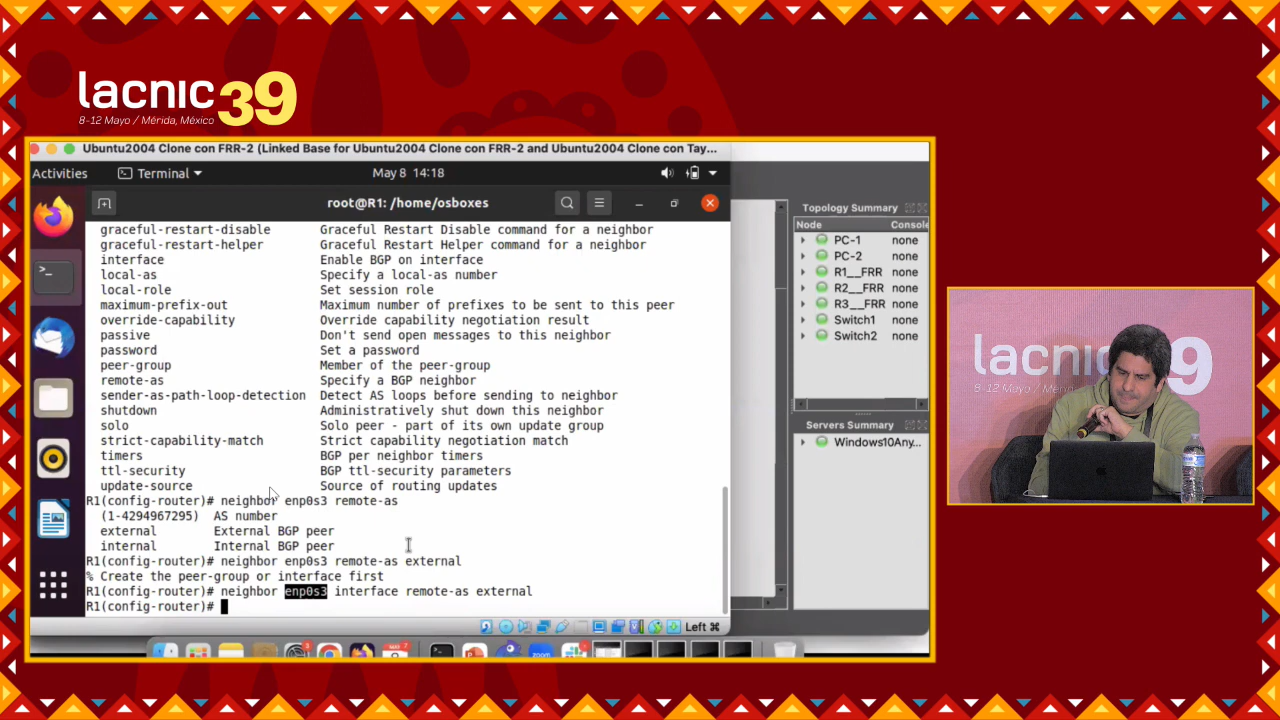 lacnic 39
8-12 Mayo / Mérida, México
Ubuntu2004 Clone con FRR-2 (Linked Base for Ubuntu2004 Clone con FRR-2 and Ubuntu2004 Clone con Tay...
Activities
Terminal
May 8 14:18
root@R1: /home/osboxes
graceful-restart-disable Graceful Restart Disable command for a neighbor
graceful-restart-helper Graceful Restart Helper command for a neighbor
interface Enable BGP on interface
local-as Specify a local-as number
local-role Set session role
maximum-prefix-out Maximum number of prefixes to be sent to this peer
override-capability Override capability negotiation result
passive Don't send open messages to this neighbor
password Set a password
peer-group Member of the peer-group
remote-as Specify a BGP neighbor
sender-as-path-loop-detection Detect AS loops before sending to neighbor
shutdown Administratively shut down this neighbor
solo Solo peer - part of its own update group
strict-capability-match Strict capability negotiation match
timers BGP per neighbor timers
ttl-security BGP ttl-security parameters
update-source Source of routing updates
R1(config-router)# neighbor enp0s3 remote-as
(1-4294967295) AS number
external External BGP peer
internal Internal BGP peer
R1(config-router)# neighbor enp0s3 remote-as external
% Create the peer-group or interface first
R1(config-router)# neighbor enp0s3 interface remote-as external
R1(config-router)#
Left ⌘
zoom
Topology Summary
Node Console
PC-1 none
PC-2 none
R1__FRR none
R2__FRR none
R3__FRR none
Switch1 none
Switch2 none
Servers Summary
Windows10Any...
lacnic 9
8-12 Mayo / Mérida